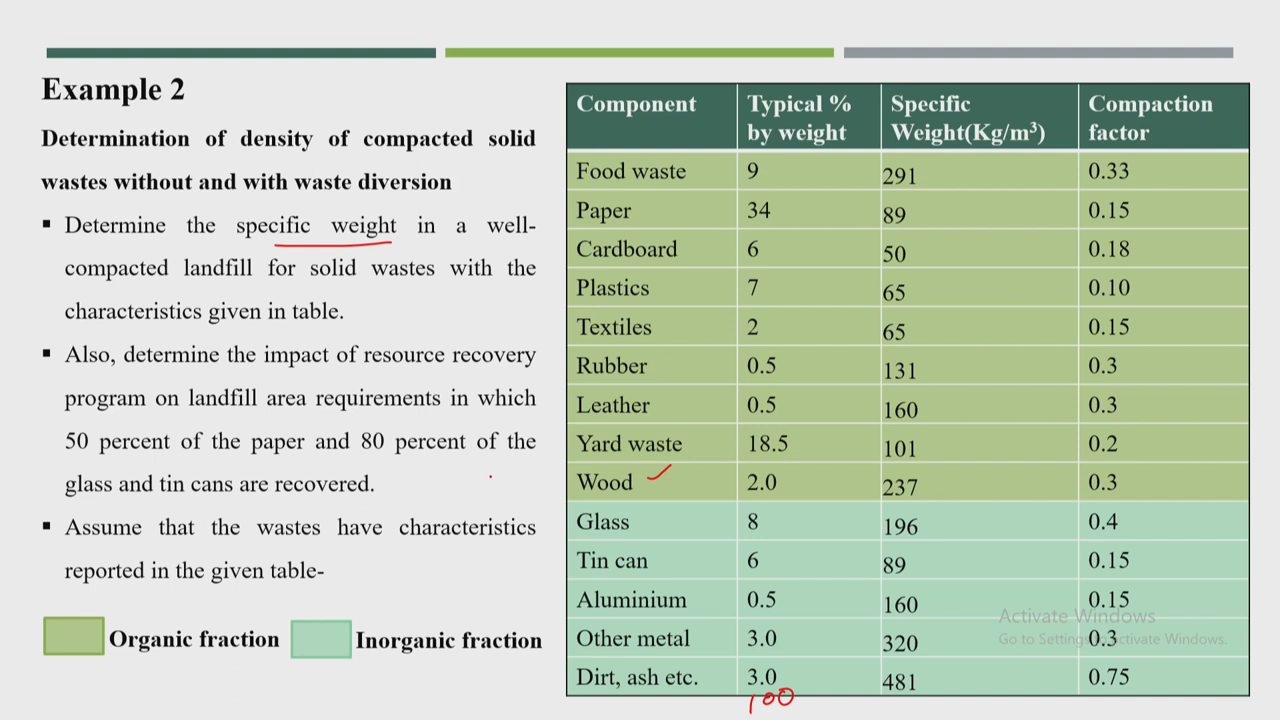 Example 2
Determination of density of compacted solid
wastes without and with waste diversion
▪ Determine the specific weight in a well-
compacted landfill for solid wastes with the
characteristics given in table.
▪ Also, determine the impact of resource recovery
program on landfill area requirements in which
50 percent of the paper and 80 percent of the
glass and tin cans are recovered.
▪ Assume that the wastes have characteristics
reported in the given table-
Organic fraction Inorganic fraction
Component Typical % by weight Specific Weight(Kg/m³) Compaction factor
Food waste 9 291 0.33
Paper 34 89 0.15
Cardboard 6 50 0.18
Plastics 7 65 0.10
Textiles 2 65 0.15
Rubber 0.5 131 0.3
Leather 0.5 160 0.3
Yard waste 18.5 101 0.2
Wood 2.0 237 0.3
Glass 8 196 0.4
Tin can 6 89 0.15
Aluminium 0.5 160 0.15
Other metal 3.0 320 0.3
Dirt, ash etc. 3.0 481 0.75
100
Activate Windows
Go to Settings to activate Windows.